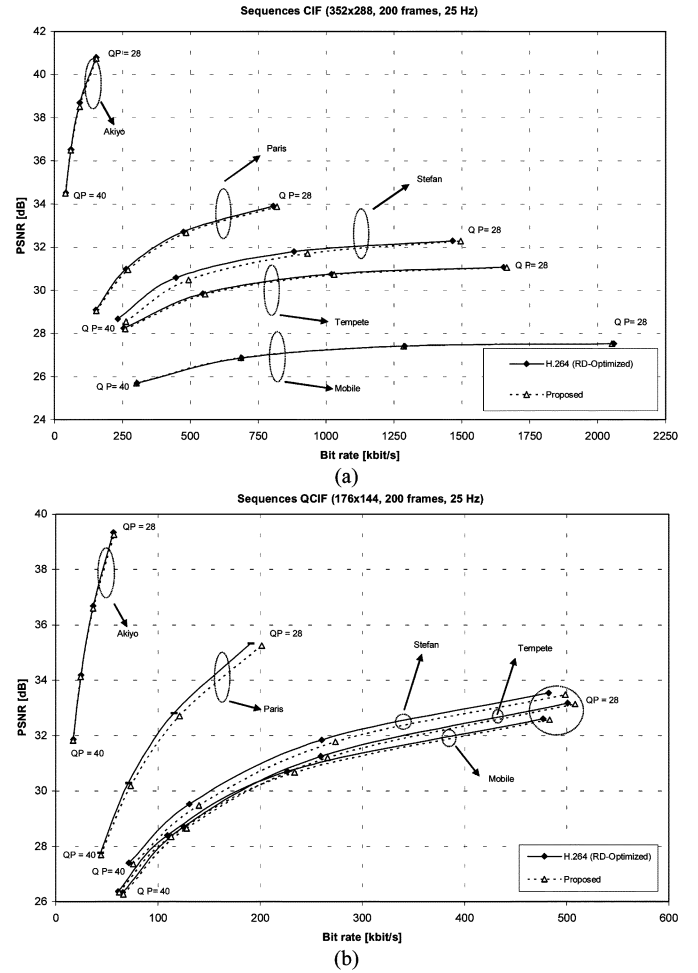 Sequences CIF (352x288, 200 frames, 25 Hz)
42
40
38
36
34
32
30
28
26
24
PSNR [dB]
QP = 28
Akiyo
QP = 40
Paris
Q P= 28
Stefan
Q P= 28
Q P= 28
Q P= 40
Tempete
Q P= 28
Q P= 40
Mobile
H.264 (RD-Optimized)
Proposed
0 250 500 750 1000 1250 1500 1750 2000 2250
Bit rate [kbit/s]
(a)
Sequences QCIF (176x144, 200 frames, 25 Hz)
40
38
36
34
32
30
28
26
PSNR [dB]
QP = 28
Akiyo
QP = 40
QP = 28
Paris
Stefan
Tempete
QP = 28
Mobile
QP = 40
Q P= 40
Q P= 40
H.264 (RD-Optimized)
Proposed
0 100 200 300 400 500 600
Bit rate [kbit/s]
(b)